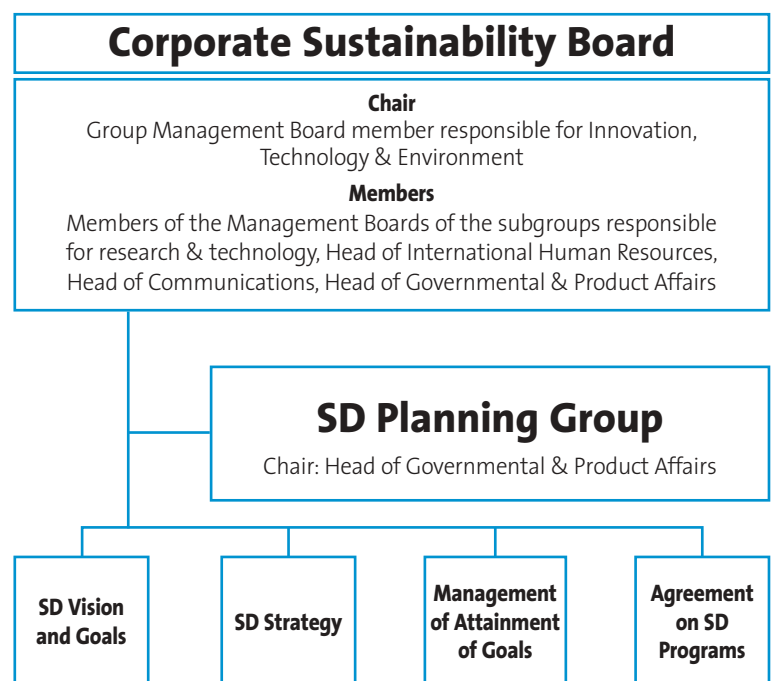 Corporate Sustainability Board
Chair
Group Management Board member responsible for Innovation,
Technology & Environment
Members
Members of the Management Boards of the subgroups responsible
for research & technology, Head of International Human Resources,
Head of Communications, Head of Governmental & Product Affairs
SD Planning Group
Chair: Head of Governmental & Product Affairs
SD Vision
and Goals
SD Strategy
Management
of Attainment
of Goals
Agreement
on SD
Programs